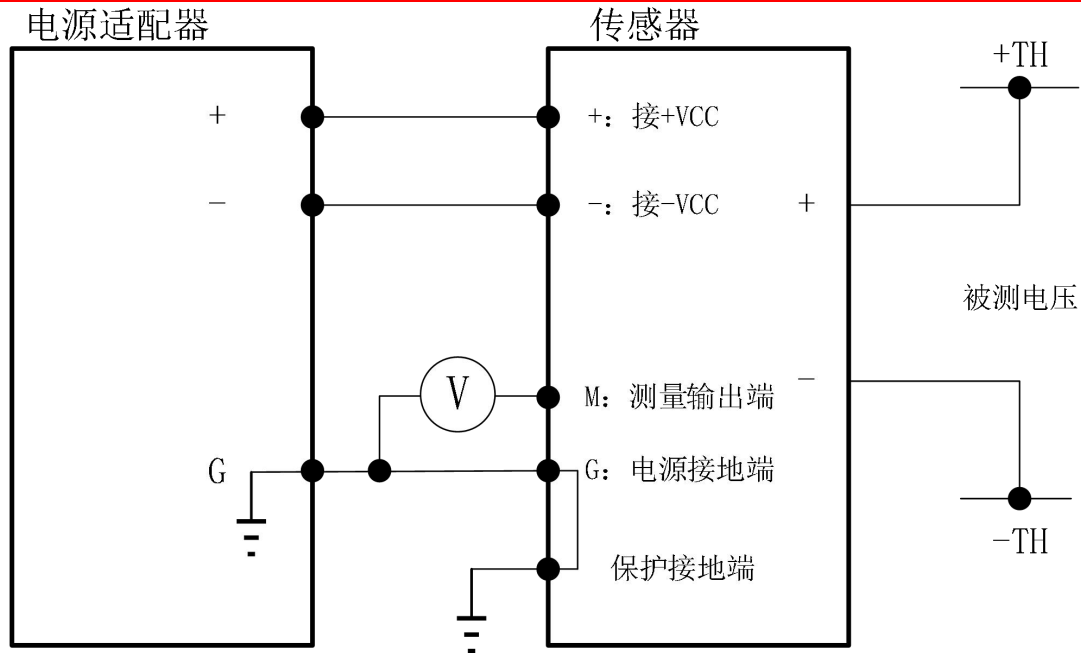 电源适配器
传感器
+TH
+
+: 接+VCC
−
-: 接-VCC
+
被测电压
V
M: 测量输出端
−
G
G: 电源接地端
-TH
保护接地端